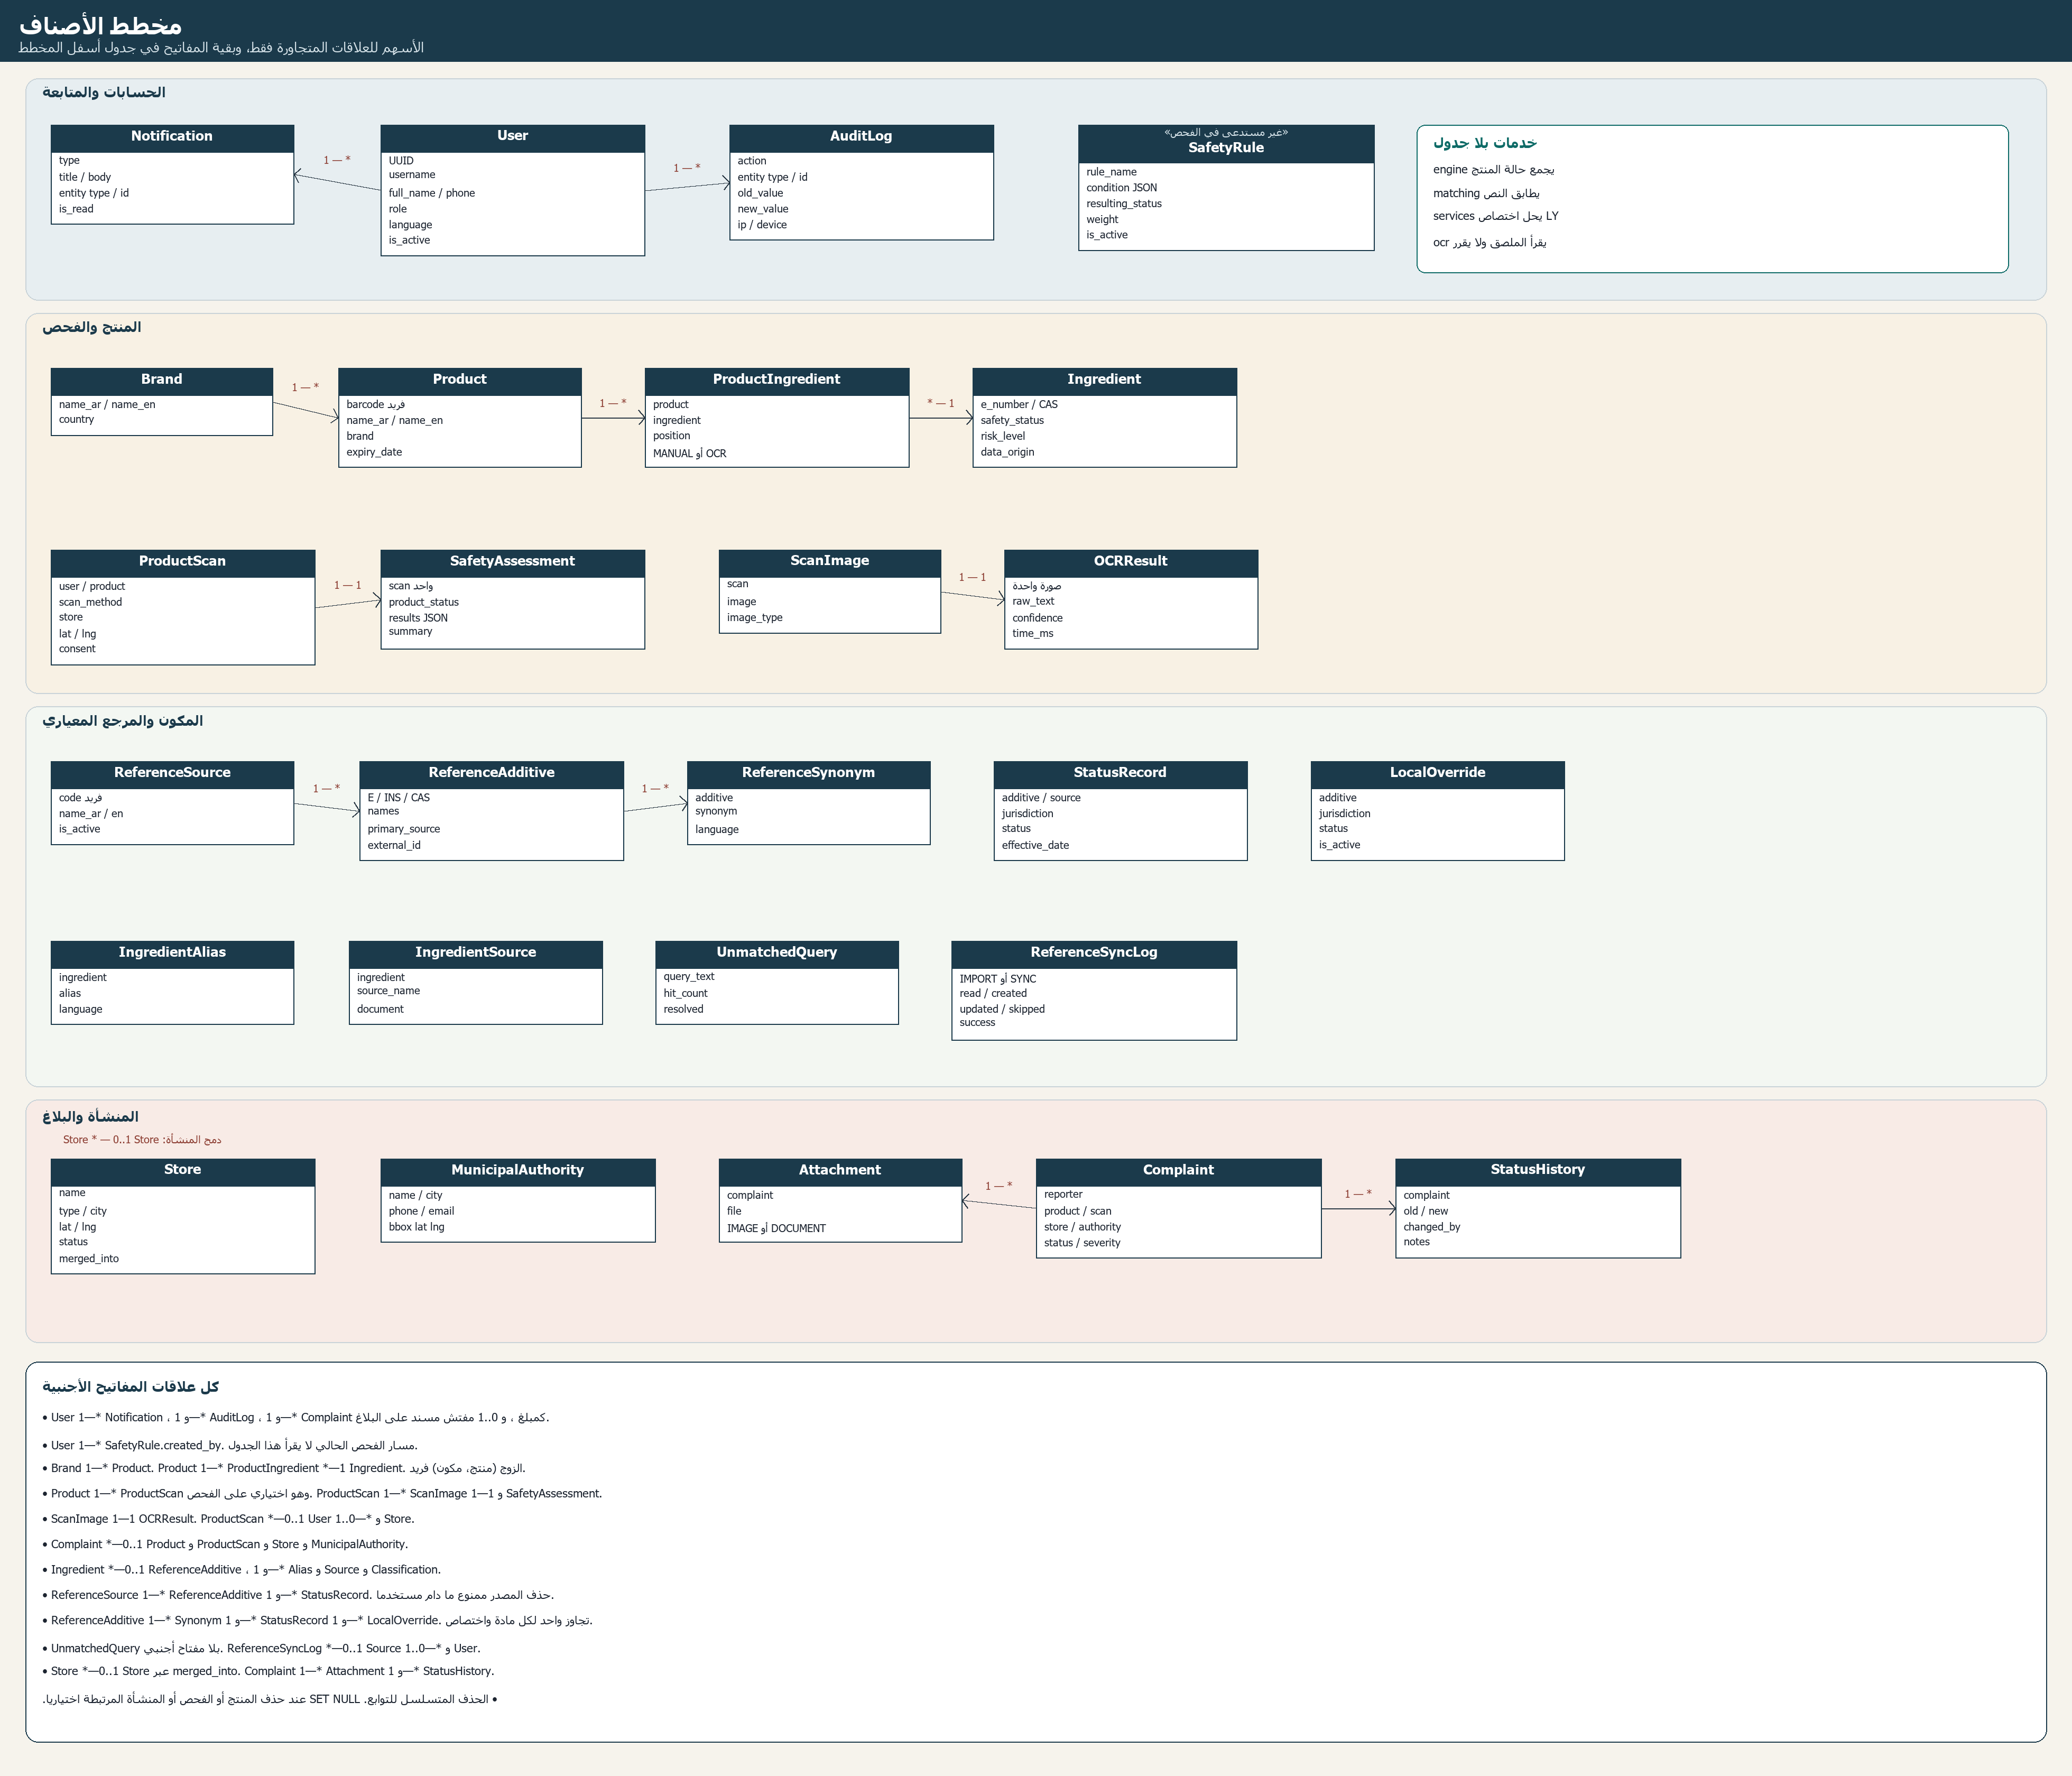 مخطط الأصناف
الأسهم للعلاقات المتجاورة فقط، وبقية المفاتيح في جدول أسفل المخطط
الحسابات والمتابعة
Notification
type
title / body
entity type / id
is_read
1 — *
User
UUID
username
full_name / phone
role
language
is_active
1 — *
AuditLog
action
entity type / id
old_value
new_value
ip / device
«غير مستدعى في الفحص»
SafetyRule
rule_name
condition JSON
resulting_status
weight
is_active
خدمات بلا جدول
engine يجمع حالة المنتج
matching يطابق النص
services يحل اختصاص LY
ocr يقرأ الملصق ولا يقرر
المنتج والفحص
Brand
name_ar / name_en
country
1 — *
Product
barcode فريد
name_ar / name_en
brand
expiry_date
1 — *
ProductIngredient
product
ingredient
position
MANUAL أو OCR
* — 1
Ingredient
e_number / CAS
safety_status
risk_level
data_origin
ProductScan
user / product
scan_method
store
lat / lng
consent
1 — 1
SafetyAssessment
scan واحد
product_status
results JSON
summary
ScanImage
scan
image
image_type
1 — 1
OCRResult
صورة واحدة
raw_text
confidence
time_ms
المكون والمرجع المعياري
ReferenceSource
code فريد
name_ar / en
is_active
1 — *
ReferenceAdditive
E / INS / CAS
names
primary_source
external_id
1 — *
ReferenceSynonym
additive
synonym
language
StatusRecord
additive / source
jurisdiction
status
effective_date
LocalOverride
additive
jurisdiction
status
is_active
IngredientAlias
ingredient
alias
language
IngredientSource
ingredient
source_name
document
UnmatchedQuery
query_text
hit_count
resolved
ReferenceSyncLog
IMPORT أو SYNC
read / created
updated / skipped
success
المنشأة والبلاغ
دمج المنشأة: Store * — 0..1 Store
Store
name
type / city
lat / lng
status
merged_into
MunicipalAuthority
name / city
phone / email
bbox lat lng
Attachment
complaint
file
IMAGE أو DOCUMENT
1 — *
Complaint
reporter
product / scan
store / authority
status / severity
1 — *
StatusHistory
complaint
old / new
changed_by
notes
كل علاقات المفاتيح الأجنبية
• User 1—* Notification ، و 1—* AuditLog ، و 1—* Complaint كمبلغ ، و 0..1 مفتش مسند على البلاغ.
• User 1—* SafetyRule.created_by. مسار الفحص الحالي لا يقرأ هذا الجدول.
• Brand 1—* Product. Product 1—* ProductIngredient *—1 Ingredient. الزوج (منتج، مكون) فريد.
• Product 1—* ProductScan وهو اختياري على الفحص. ProductScan 1—* ScanImage و 1—1 SafetyAssessment.
• ScanImage 1—1 OCRResult. ProductScan *—0..1 User و *—0..1 Store.
• Complaint *—0..1 Product و ProductScan و Store و MunicipalAuthority.
• Ingredient *—0..1 ReferenceAdditive ، و 1—* Alias و Source و Classification.
• ReferenceSource 1—* ReferenceAdditive و 1—* StatusRecord. حذف المصدر ممنوع ما دام مستخدما.
• ReferenceAdditive 1—* Synonym و 1—* StatusRecord و 1—* LocalOverride. تجاوز واحد لكل مادة واختصاص.
• UnmatchedQuery بلا مفتاح أجنبي. ReferenceSyncLog *—0..1 Source و *—0..1 User.
• Store *—0..1 Store عبر merged_into. Complaint 1—* Attachment و 1—* StatusHistory.
• الحذف المتسلسل للتوابع. SET NULL عند حذف المنتج أو الفحص أو المنشأة المرتبطة اختياريا.